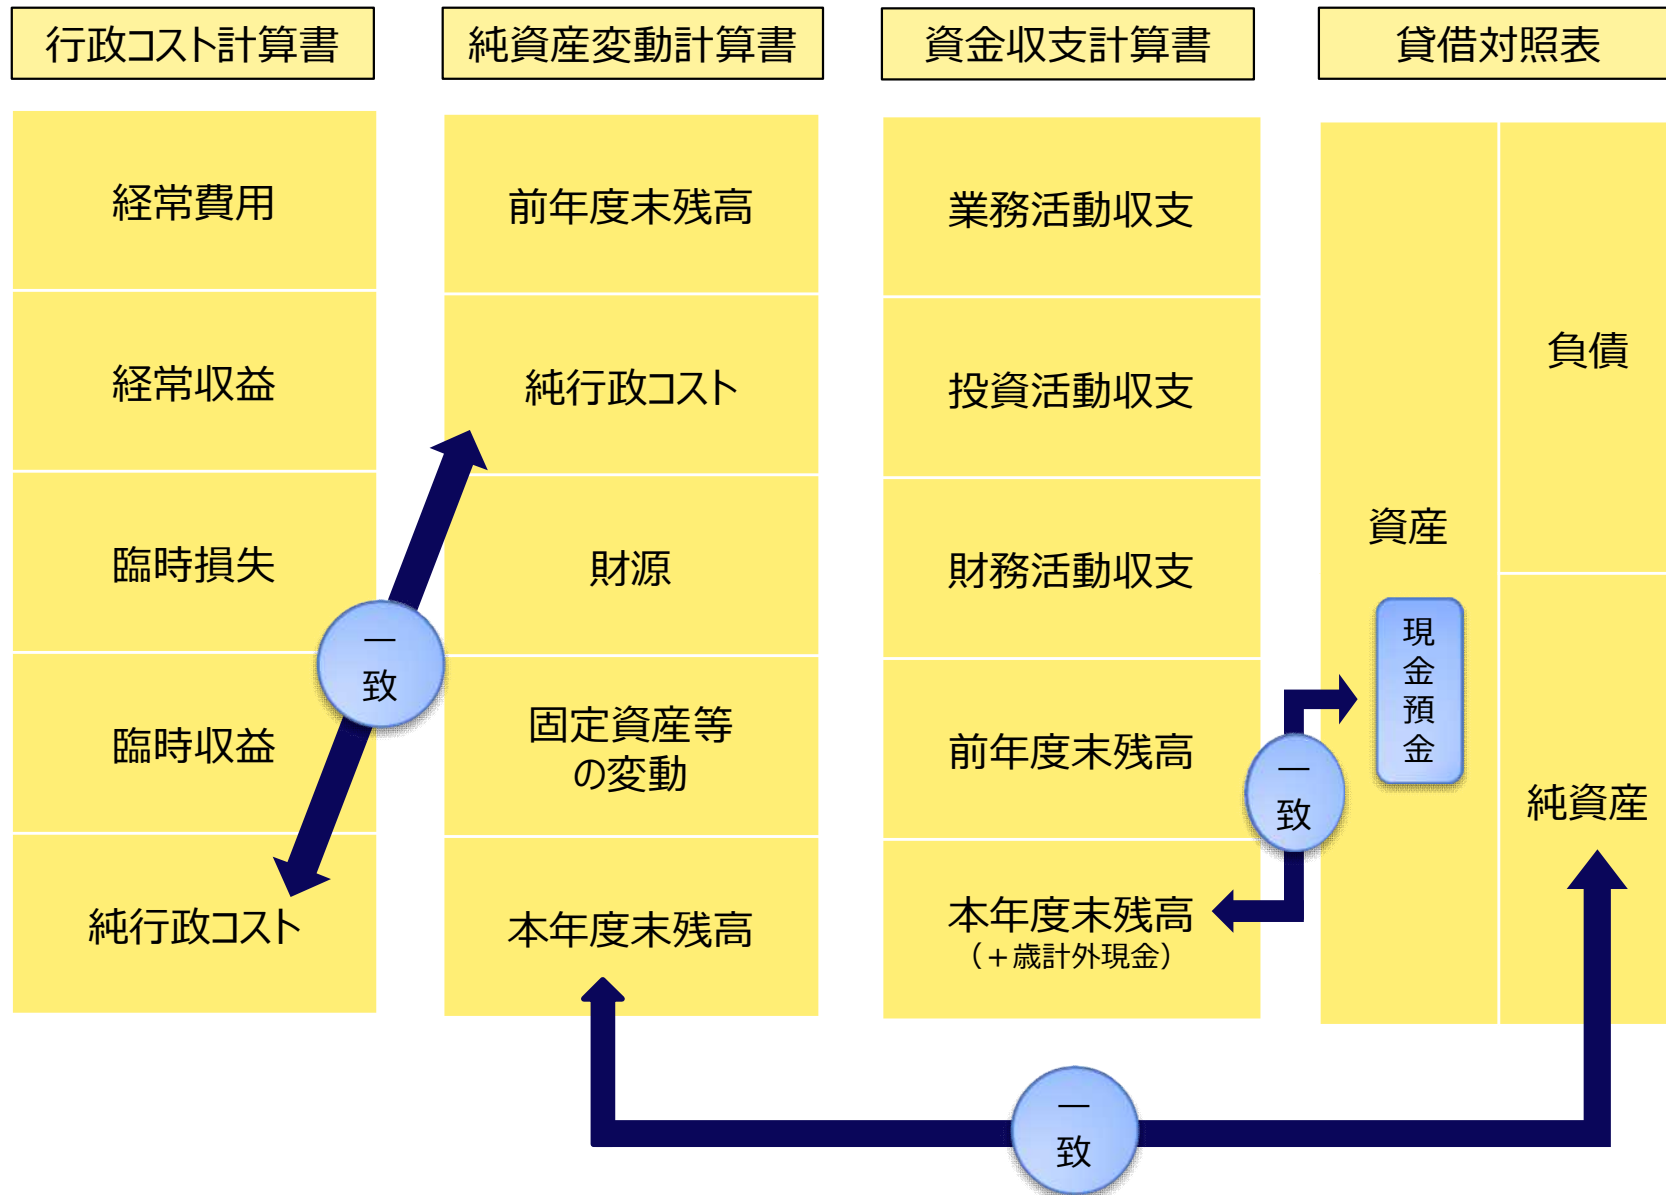 行政コスト計算書
経常費用
経常収益
臨時損失
臨時収益
純行政コスト
純資産変動計算書
前年度末残高
純行政コスト
財源
固定資産等
の変動
本年度末残高
資金収支計算書
業務活動収支
投資活動収支
財務活動収支
前年度末残高
本年度末残高
（＋歳計外現金）
貸借対照表
資産
現金預金
負債
純資産
一致
一致
一致